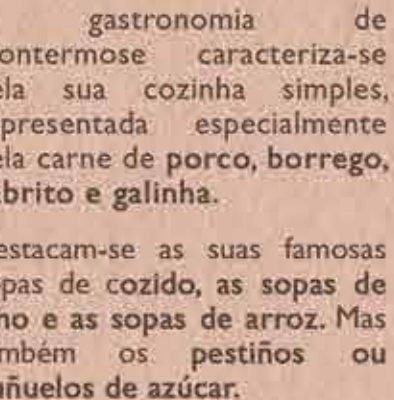 gastronomia de
ontermose caracteriza-se
ela sua cozinha simples,
presentada especialmente
ela carne de porco, borrego,
brito e galinha.
estacam-se as suas famosas
pas de cozido, as sopas de
no e as sopas de arroz. Mas
mbém os pestiños ou
añuelos de azúcar.